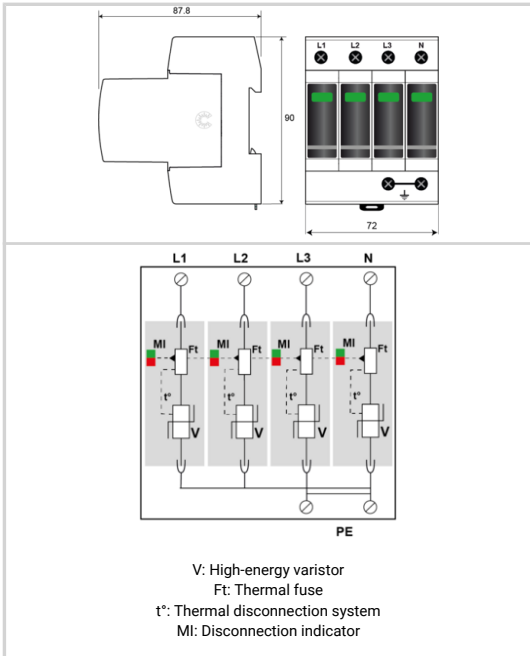 87.8
L1 L2 L3 N
90
72
L1 L2 L3 N
MI Ft MI Ft MI Ft MI Ft
t° t° t° t°
V V V V
PE
V: High-energy varistor
Ft: Thermal fuse
t°: Thermal disconnection system
MI: Disconnection indicator